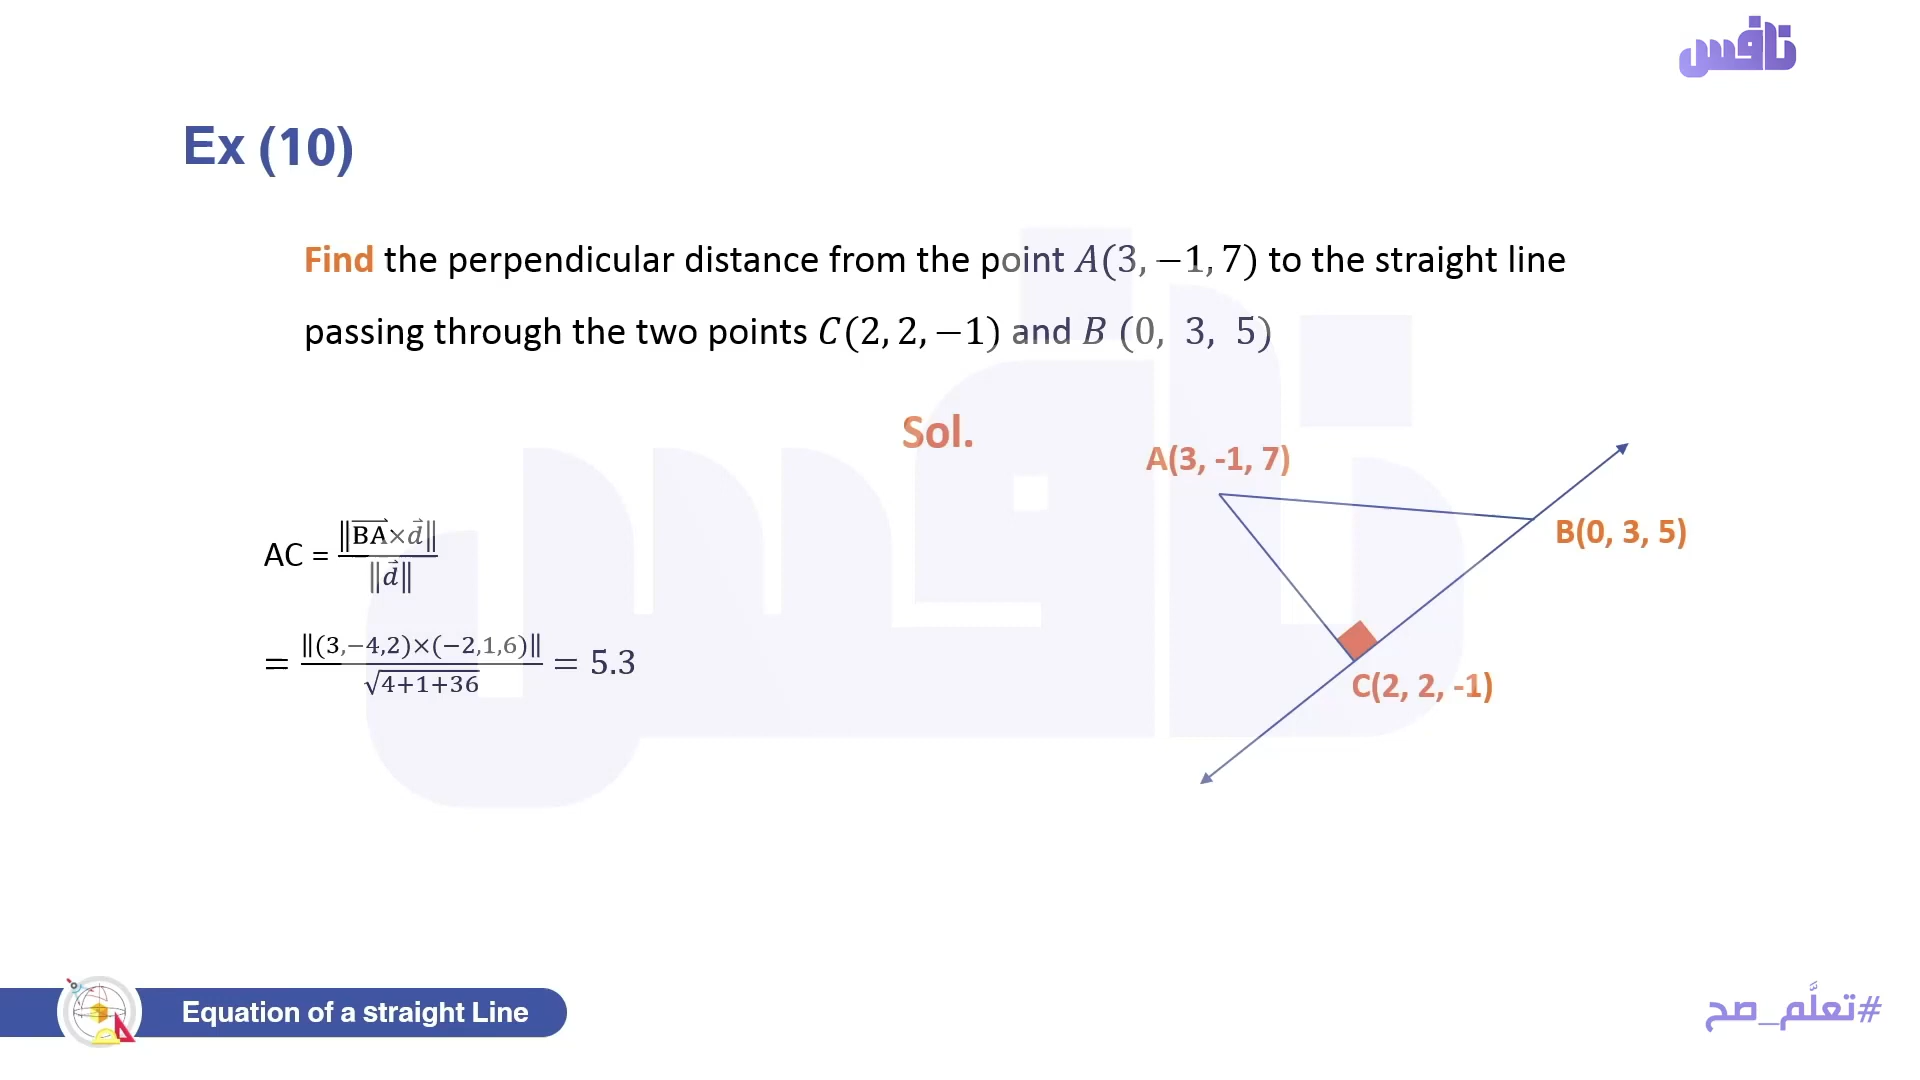 نافس
Ex (10)
Find the perpendicular distance from the point A(3, −1, 7) to the straight line
passing through the two points C(2, 2, −1) and B (0, 3, 5)
Sol.
A(3, -1, 7)
B(0, 3, 5)
C(2, 2, -1)
AC = ‖BA⃗×d⃗‖ / ‖d⃗‖
= ‖(3,−4,2)×(−2,1,6)‖ / √4+1+36 = 5.3
Equation of a straight Line
#تعلَّم_صح